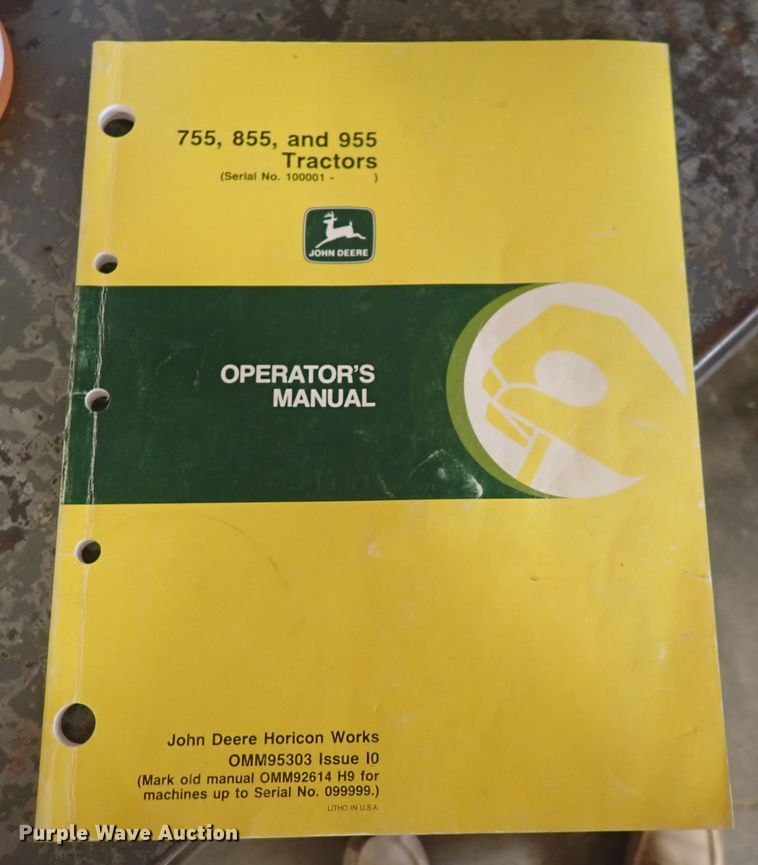 755, 855, and 955
Tractors
(Serial No. 100001 - )
JOHN DEERE
OPERATOR'S
MANUAL
John Deere Horicon Works
OMM95303 Issue I0
(Mark old manual OMM92614 H9 for
machines up to Serial No. 099999.)
LITHO IN U.S.A.
Purple Wave Auction